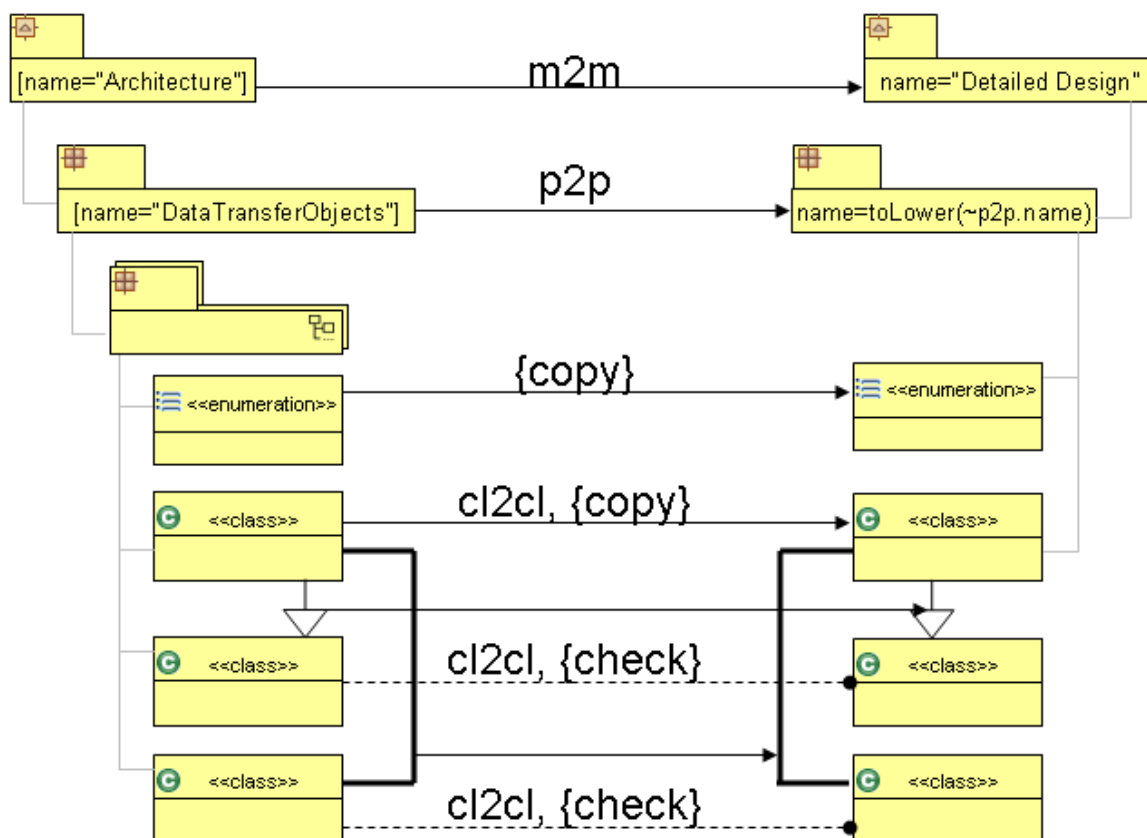 [name="Architecture"]
m2m
name="Detailed Design"
p2p
[name="DataTransferObjects"]
name=toLower(~p2p.name)
{copy}
<<enumeration>>
<<enumeration>>
cl2cl, {copy}
C <<class>>
C <<class>>
C <<class>>
cl2cl, {check}
C <<class>>
C <<class>>
C <<class>>
cl2cl, {check}